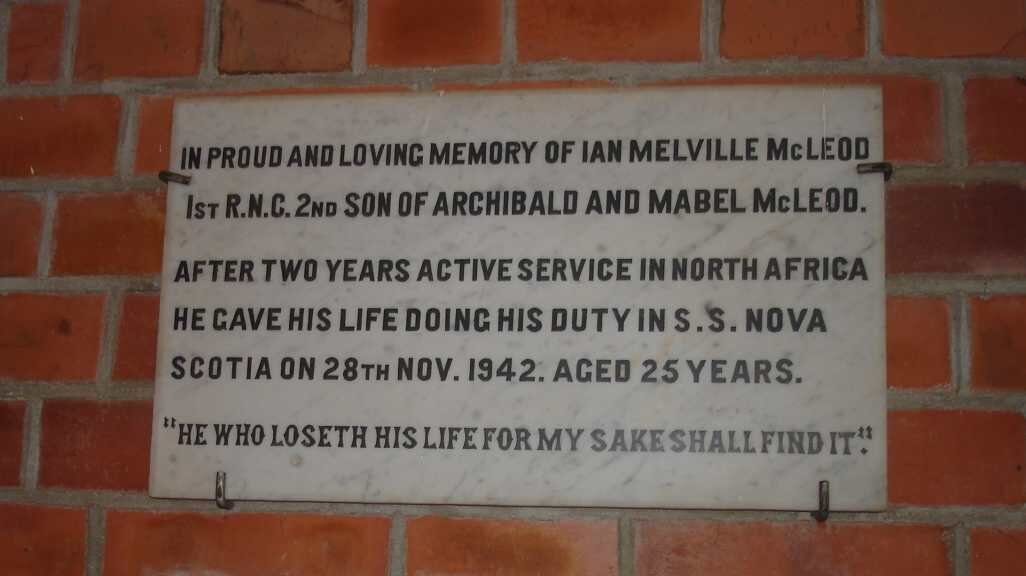 IN PROUD AND LOVING MEMORY OF IAN MELVILLE McLEOD
1ST R.N.C. 2ND SON OF ARCHIBALD AND MABEL McLEOD.
AFTER TWO YEARS ACTIVE SERVICE IN NORTH AFRICA
HE GAVE HIS LIFE DOING HIS DUTY IN S.S. NOVA
SCOTIA ON 28TH NOV. 1942. AGED 25 YEARS.
"HE WHO LOSETH HIS LIFE FOR MY SAKE SHALL FIND IT."